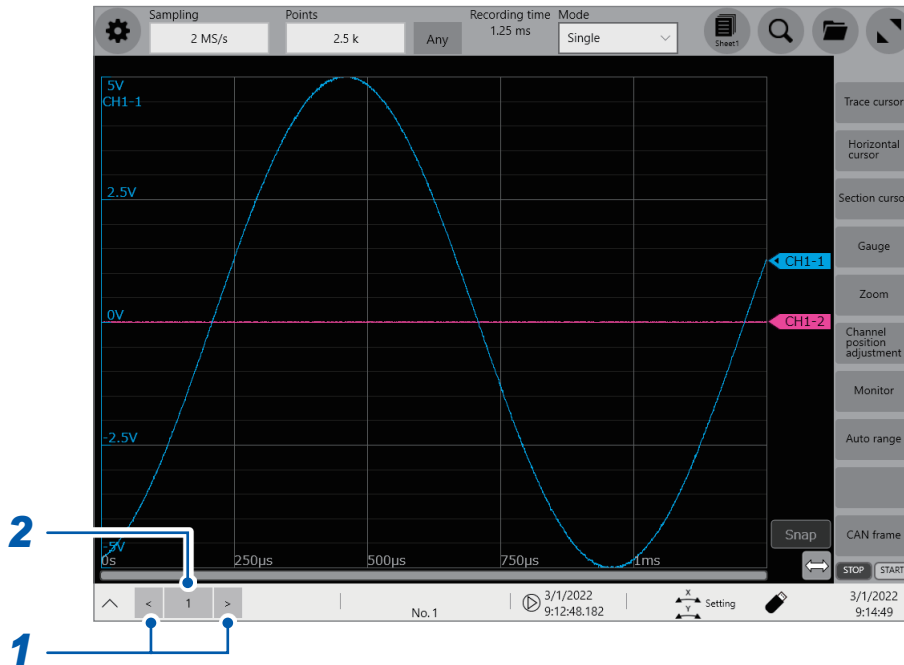 Sampling
2 MS/s
Points
2.5 k
Any
Recording time
1.25 ms
Mode
Single
Sheet1
5V
CH1-1
2.5V
0V
-2.5V
-5V
0s
250µs
500µs
750µs
1ms
CH1-1
CH1-2
Snap
Trace cursor
Horizontal
cursor
Section curso
Gauge
Zoom
Channel
position
adjustment
Monitor
Auto range
CAN frame
STOP
START
2
< 1 >
No. 1
3/1/2022
9:12:48.182
X
Y
Setting
3/1/2022
9:14:49
1